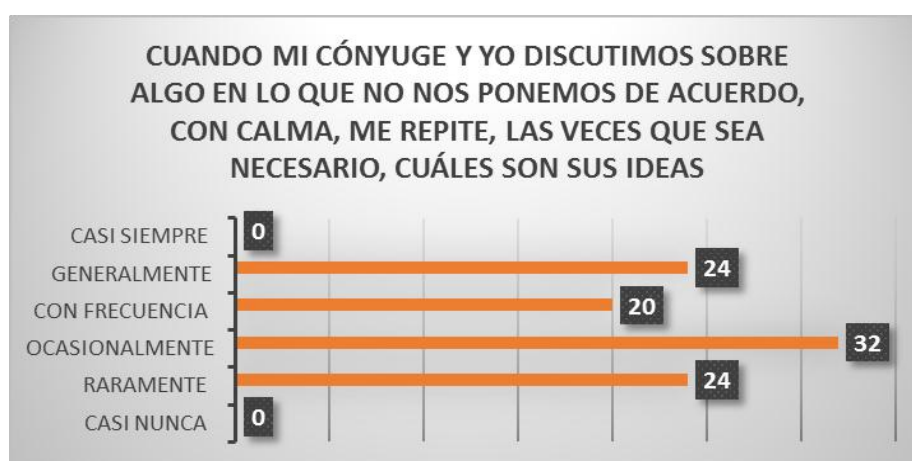 CUANDO MI CÓNYUGE Y YO DISCUTIMOS SOBRE
ALGO EN LO QUE NO NOS PONEMOS DE ACUERDO,
CON CALMA, ME REPITE, LAS VECES QUE SEA
NECESARIO, CUÁLES SON SUS IDEAS
CASI SIEMPRE 0
GENERALMENTE 24
CON FRECUENCIA 20
OCASIONALMENTE 32
RARAMENTE 24
CASI NUNCA 0